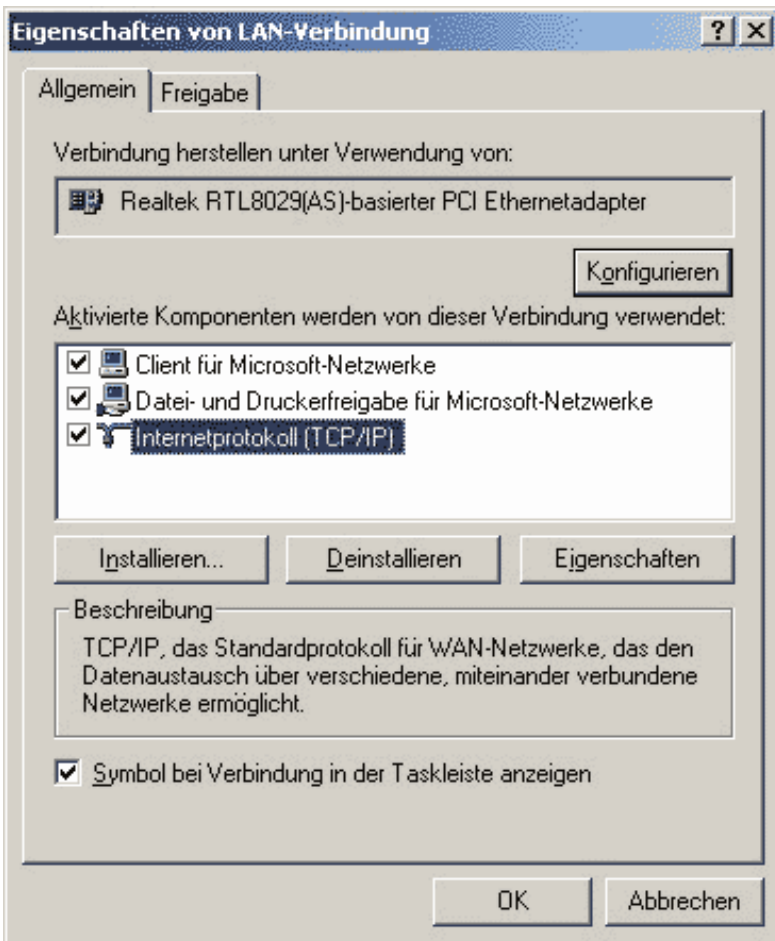 Eigenschaften von LAN-Verbindung
Allgemein
Freigabe
Verbindung herstellen unter Verwendung von:
Realtek RTL8029(AS)-basierter PCI Ethernetadapter
Konfigurieren
Aktivierte Komponenten werden von dieser Verbindung verwendet:
Client für Microsoft-Netzwerke
Datei- und Druckerfreigabe für Microsoft-Netzwerke
Internetprotokoll (TCP/IP)
Installieren...
Deinstallieren
Eigenschaften
Beschreibung
TCP/IP, das Standardprotokoll für WAN-Netzwerke, das den
Datenaustausch über verschiedene, miteinander verbundene
Netzwerke ermöglicht.
Symbol bei Verbindung in der Taskleiste anzeigen
OK
Abbrechen